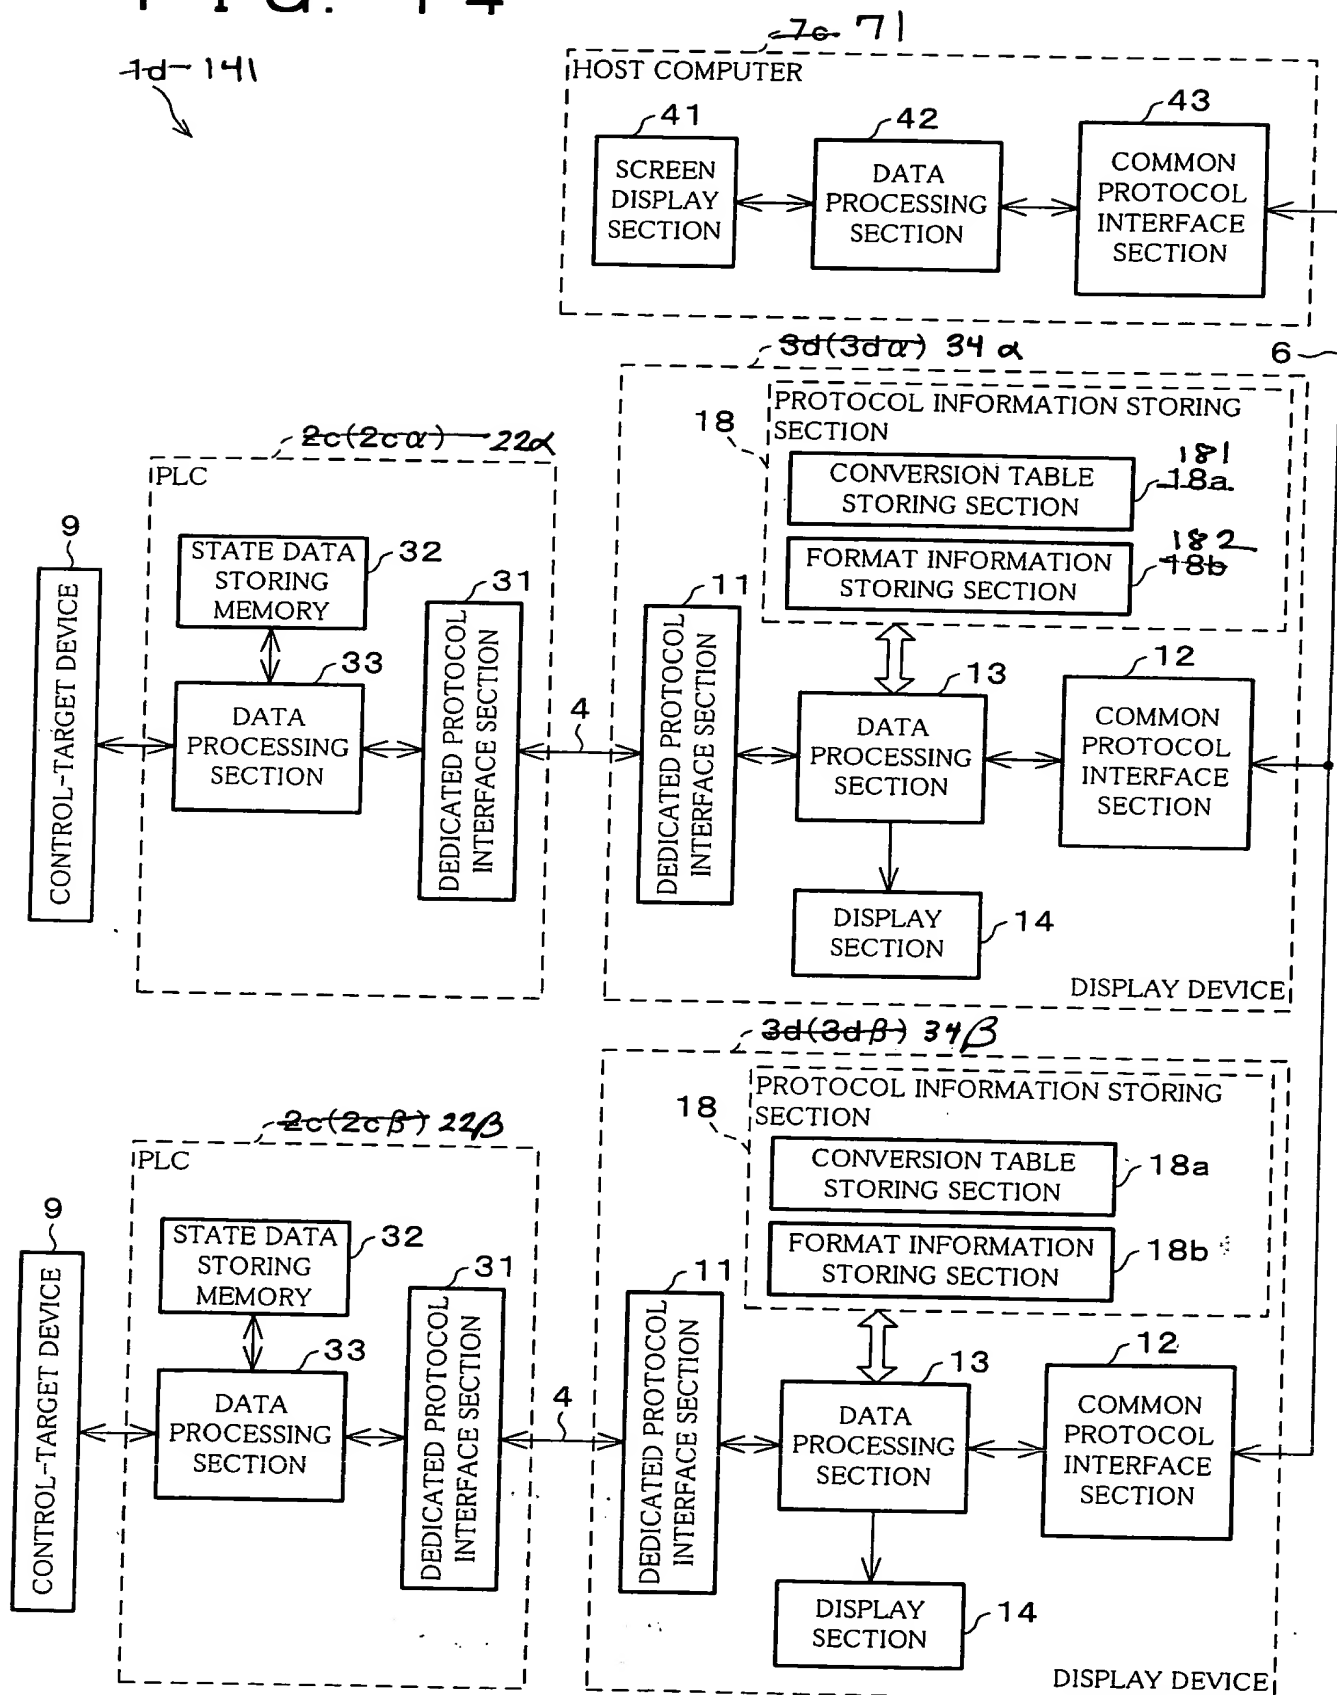 FIG. 14
1d 141
7c 71
HOST COMPUTER
41
42
43
SCREEN
DISPLAY
SECTION
DATA
PROCESSING
SECTION
COMMON
PROTOCOL
INTERFACE
SECTION
3d(3dα) 34α
6
PROTOCOL INFORMATION STORING
SECTION
18
CONVERSION TABLE
STORING SECTION
181
18a
FORMAT INFORMATION
STORING SECTION
182
18b
2c(2cα) 22α
PLC
9
CONTROL-TARGET DEVICE
STATE DATA
STORING
MEMORY
32
33
DATA
PROCESSING
SECTION
31
DEDICATED PROTOCOL
INTERFACE SECTION
4
11
DEDICATED PROTOCOL
INTERFACE SECTION
13
DATA
PROCESSING
SECTION
12
COMMON
PROTOCOL
INTERFACE
SECTION
DISPLAY
SECTION
14
DISPLAY DEVICE
3d(3dβ) 34β
PROTOCOL INFORMATION STORING
SECTION
18
CONVERSION TABLE
STORING SECTION
18a
FORMAT INFORMATION
STORING SECTION
18b
2c(2cβ) 22β
PLC
9
CONTROL-TARGET DEVICE
STATE DATA
STORING
MEMORY
32
33
DATA
PROCESSING
SECTION
31
DEDICATED PROTOCOL
INTERFACE SECTION
4
11
DEDICATED PROTOCOL
INTERFACE SECTION
13
DATA
PROCESSING
SECTION
12
COMMON
PROTOCOL
INTERFACE
SECTION
DISPLAY
SECTION
14
DISPLAY DEVICE